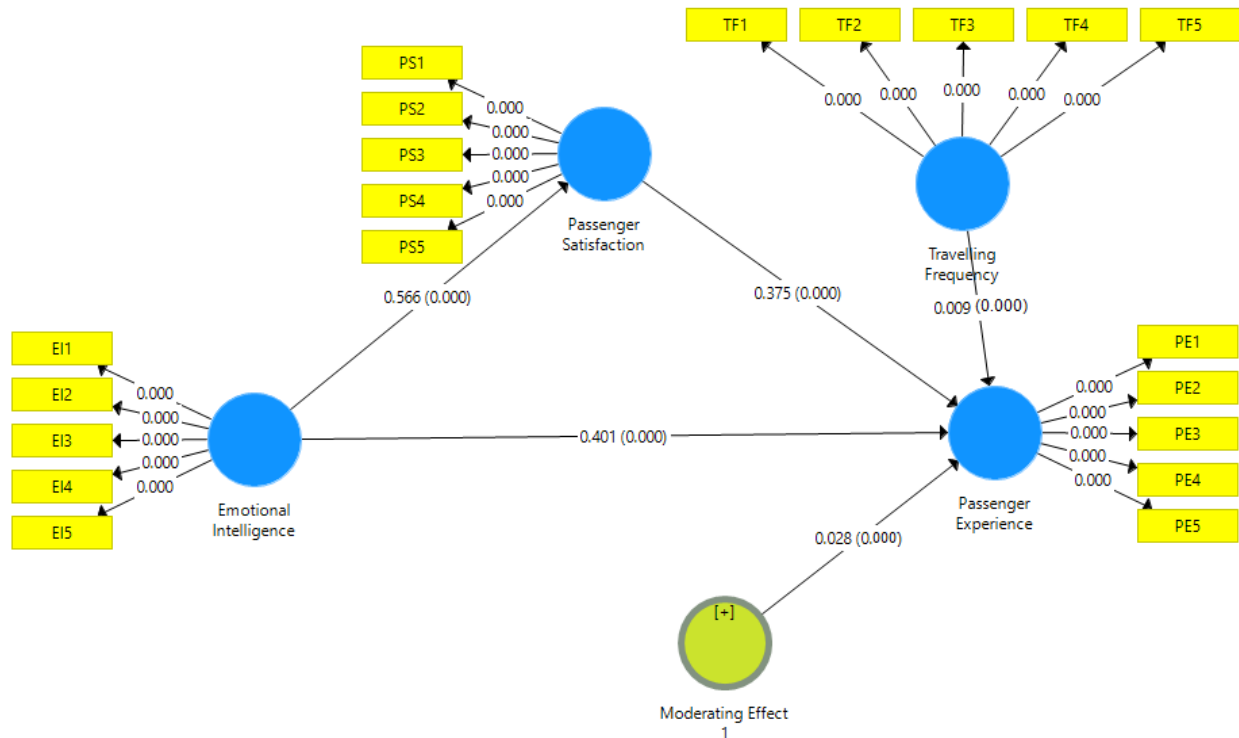 TF1
TF2
TF3
TF4
TF5
0.000
0.000
0.000
0.000
0.000
PS1
PS2
PS3
PS4
PS5
0.000
0.000
0.000
0.000
0.000
Passenger
Satisfaction
Travelling
Frequency
0.566 (0.000)
0.375 (0.000)
0.009 (0.000)
EI1
EI2
EI3
EI4
EI5
0.000
0.000
0.000
0.000
0.000
Emotional
Intelligence
0.401 (0.000)
PE1
PE2
PE3
PE4
PE5
0.000
0.000
0.000
0.000
0.000
Passenger
Experience
0.028 (0.000)
[+]
Moderating Effect
1